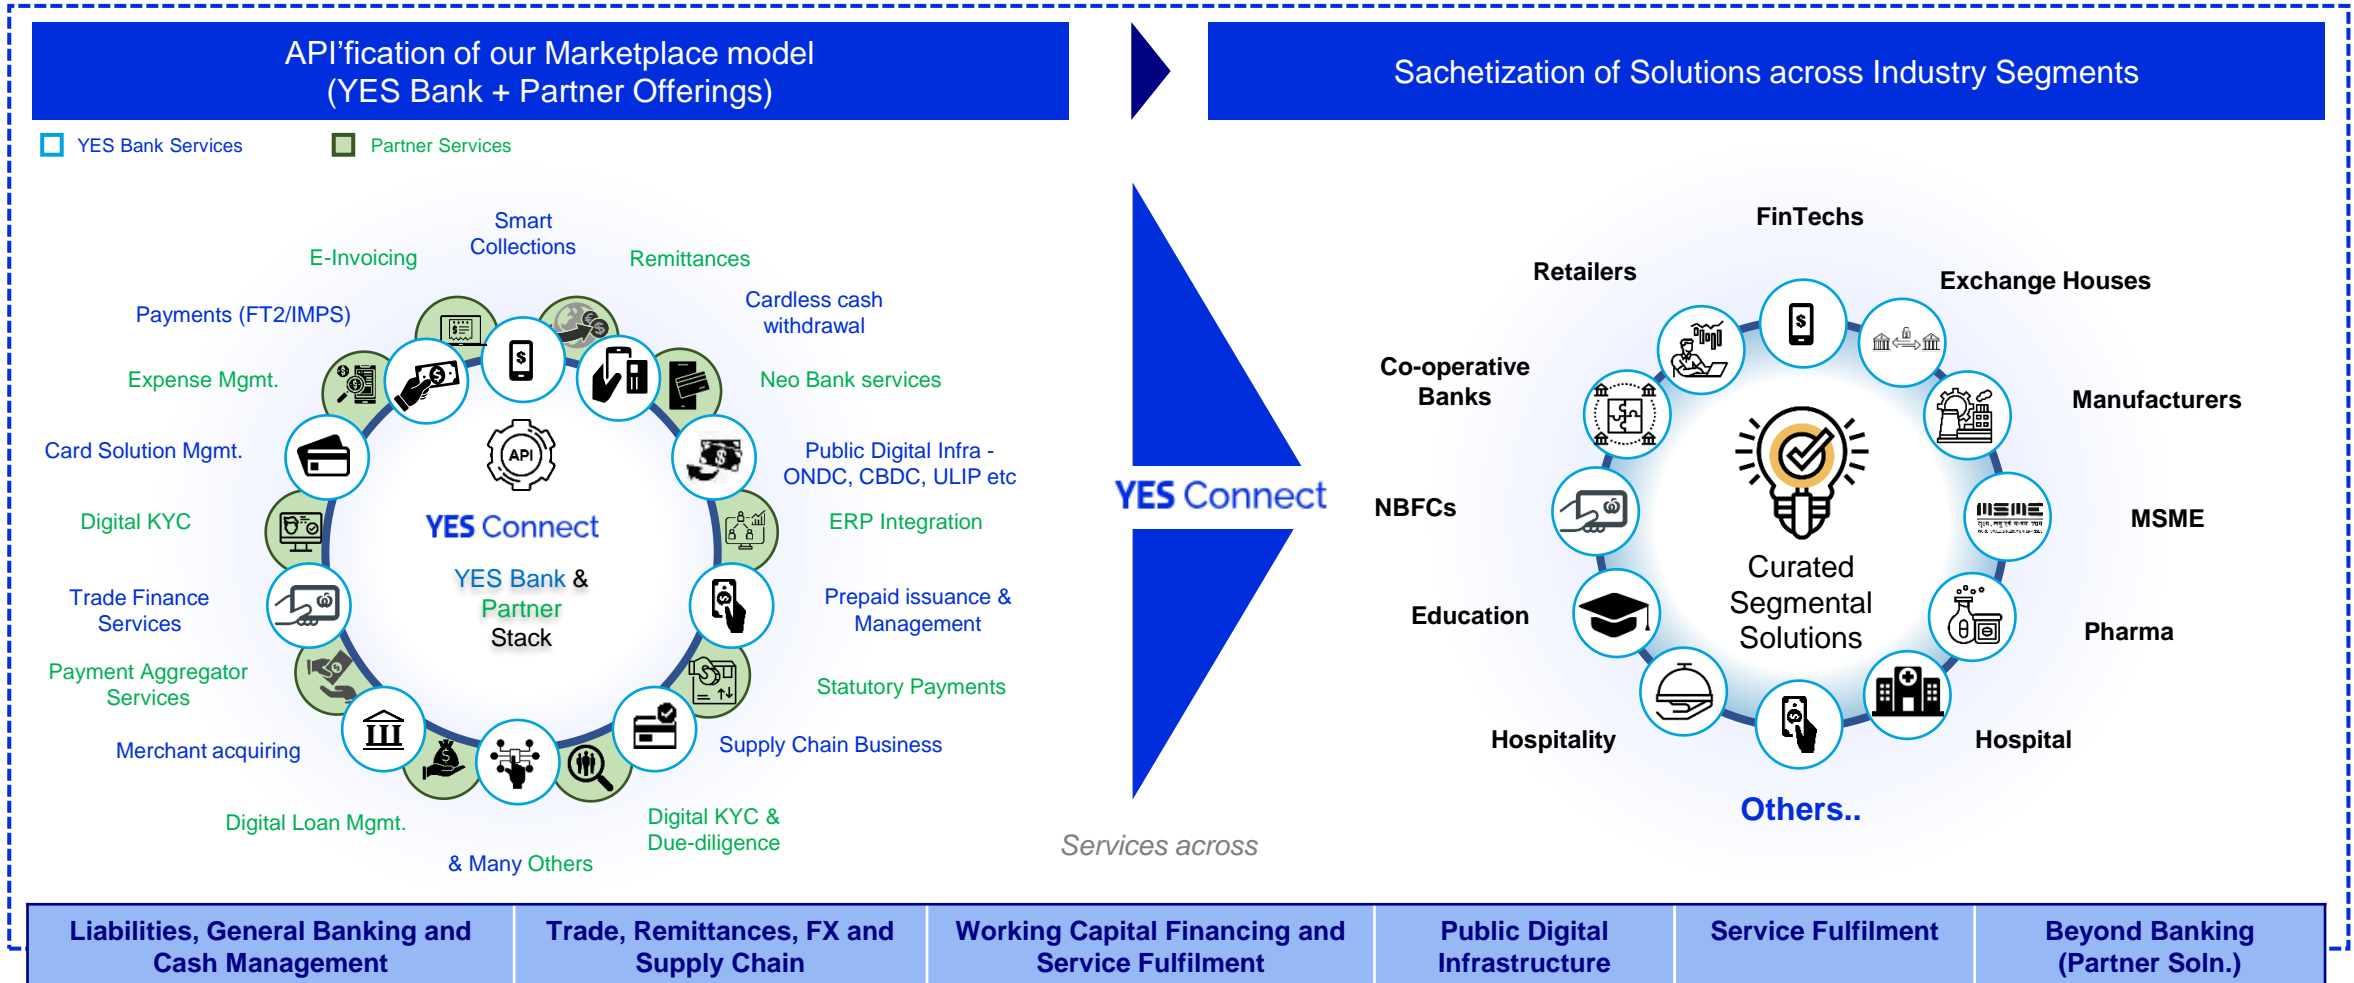 API’fication of our Marketplace model
(YES Bank + Partner Offerings)
Sachetization of Solutions across Industry Segments
YES Bank Services
Partner Services
Smart
Collections
E-Invoicing
Remittances
Payments (FT2/IMPS)
Cardless cash
withdrawal
Expense Mgmt.
Neo Bank services
Card Solution Mgmt.
Public Digital Infra -
ONDC, CBDC, ULIP etc
Digital KYC
ERP Integration
Trade Finance
Services
Prepaid issuance &
Management
Payment Aggregator
Services
Statutory Payments
Merchant acquiring
Supply Chain Business
Digital Loan Mgmt.
Digital KYC &
Due-diligence
& Many Others
API
YES Connect
YES Bank &
Partner
Stack
YES Connect
Services across
FinTechs
Retailers
Exchange Houses
Co-operative
Banks
Manufacturers
NBFCs
MSME
MSME
Education
Pharma
Hospitality
Hospital
Others..
Curated
Segmental
Solutions
Liabilities, General Banking and
Cash Management
Trade, Remittances, FX and
Supply Chain
Working Capital Financing and
Service Fulfilment
Public Digital
Infrastructure
Service Fulfilment
Beyond Banking
(Partner Soln.)